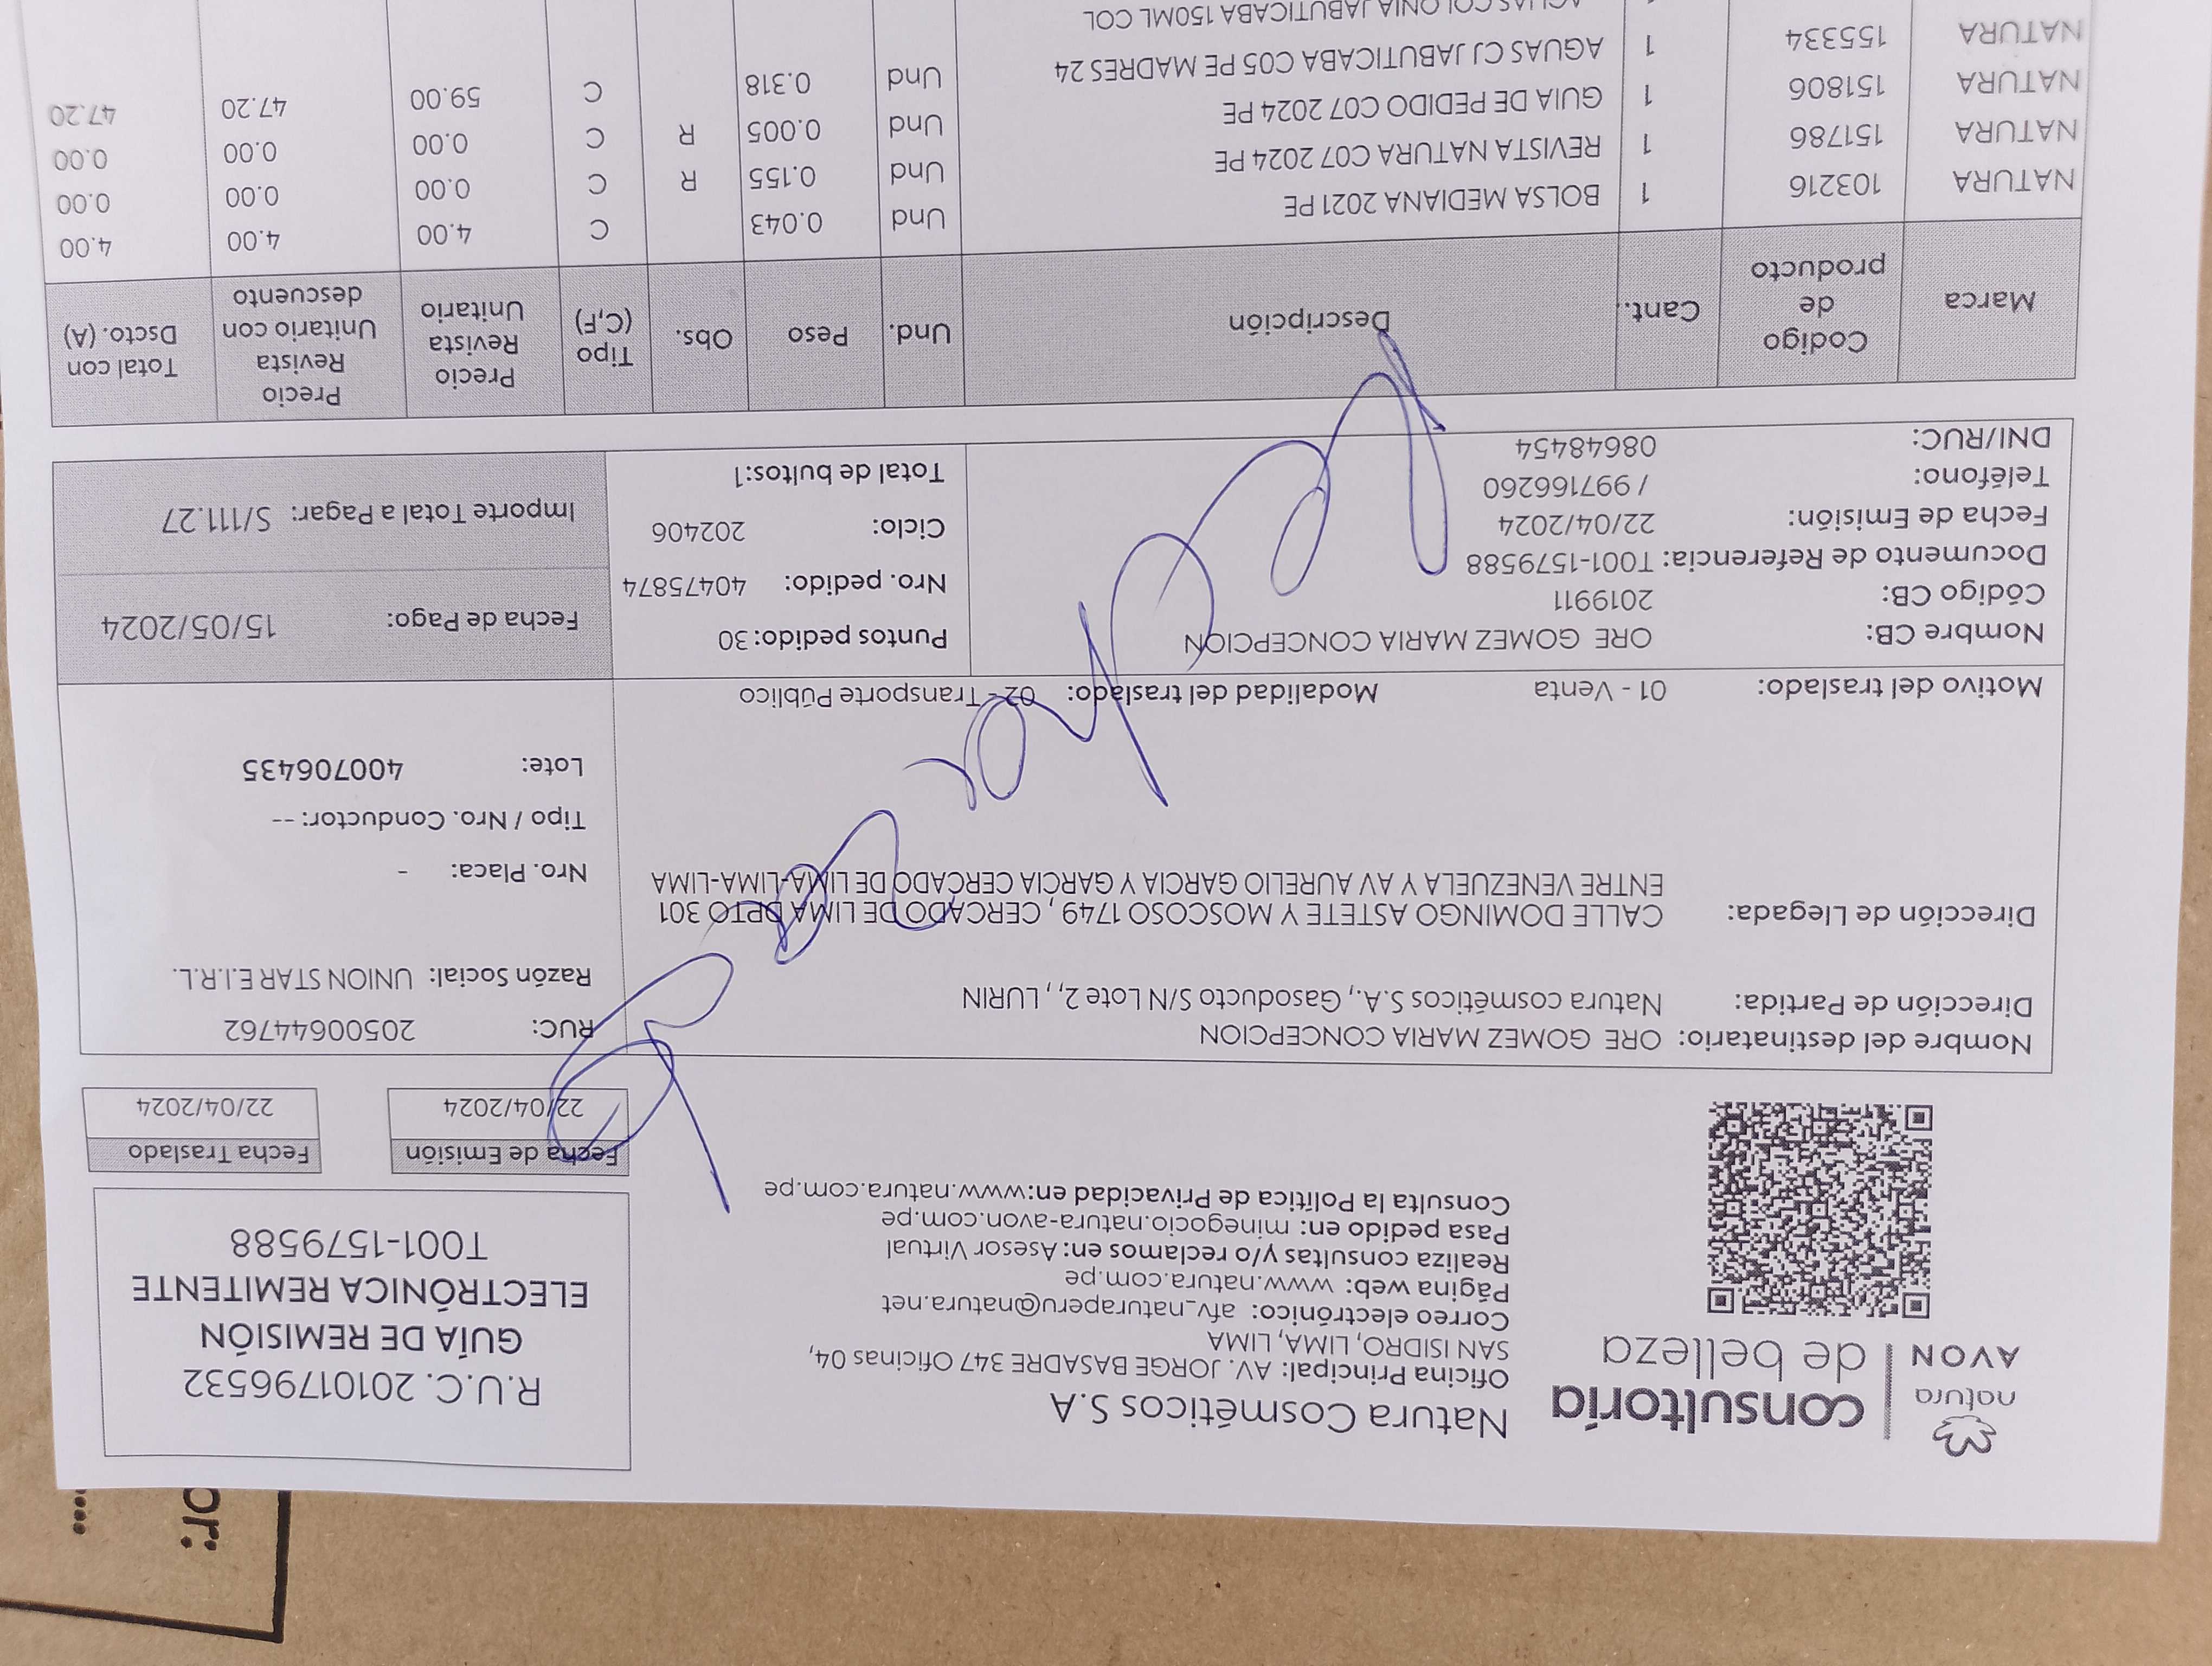 natura
AVON
consultoría
de belleza
Natura Cosméticos S.A
Oficina Principal: AV. JORGE BASADRE 347 Oficinas 04,
SAN ISIDRO, LIMA, LIMA
Correo electrónico: afv_naturaperu@natura.net
Página web: www.natura.com.pe
Realiza consultas y/o reclamos en: Asesor Virtual
Pasa pedido en: minegocio.natura-avon.com.pe
Consulta la Política de Privacidad en:www.natura.com.pe
R.U.C. 20101796532
GUÍA DE REMISIÓN
ELECTRÓNICA REMITENTE
T001-1579588
Fecha de Emisión
22/04/2024
Fecha Traslado
22/04/2024
Nombre del destinatario: ORE GOMEZ MARIA CONCEPCION
Dirección de Partida: Natura cosméticos S.A., Gasoducto S/N Lote 2, , LURIN
Dirección de Llegada: CALLE DOMINGO ASTETE Y MOSCOSO 1749, CERCADO DE LIMA DPTO 301
ENTRE VENEZUELA Y AV AURELIO GARCIA Y GARCIA CERCADO DE LIMA-LIMA-LIMA
RUC: 20500644762
Razón Social: UNION STAR E.I.R.L.
Nro. Placa: -
Tipo / Nro. Conductor: --
Lote: 400706435
Motivo del traslado: 01 - Venta Modalidad del traslado: 02 - Transporte Público
Nombre CB: ORE GOMEZ MARIA CONCEPCION
Código CB: 2019911
Documento de Referencia: T001-1579588
Fecha de Emisión: 22/04/2024
Teléfono: / 997166260
DNI/RUC: 08648454
Puntos pedido: 30
Nro. pedido: 40475874
Ciclo: 202406
Total de bultos:1
Fecha de Pago: 15/05/2024
Importe Total a Pagar: S/111.27
Marca Codigo de producto Cant.. Descripción Und. Peso Obs. Tipo (C,F) Precio Revista Unitario Precio Revista Unitario con descuento Total con Dscto. (A)
NATURA 103216 1 BOLSA MEDIANA 2021 PE Und 0.043 C 4.00 4.00 4.00
NATURA 151786 1 REVISTA NATURA C07 2024 PE Und 0.155 R C 0.00 0.00 0.00
NATURA 151806 1 GUIA DE PEDIDO C07 2024 PE Und 0.005 R C 0.00 0.00 0.00
NATURA 155334 1 AGUAS CJ JABUTICABA C05 PE MADRES 24 Und 0.318 C 59.00 47.20 47.20
AGUAS COLONIA JABUTICABA 150ML COL
or: